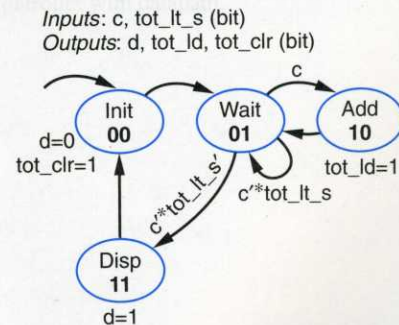 Inputs: c, tot_lt_s (bit)
Outputs: d, tot_ld, tot_clr (bit)
c
Init
00
Wait
01
Add
10
d=0
tot_clr=1
tot_ld=1
c′*tot_lt_s
c′*tot_lt_s′
Disp
11
d=1